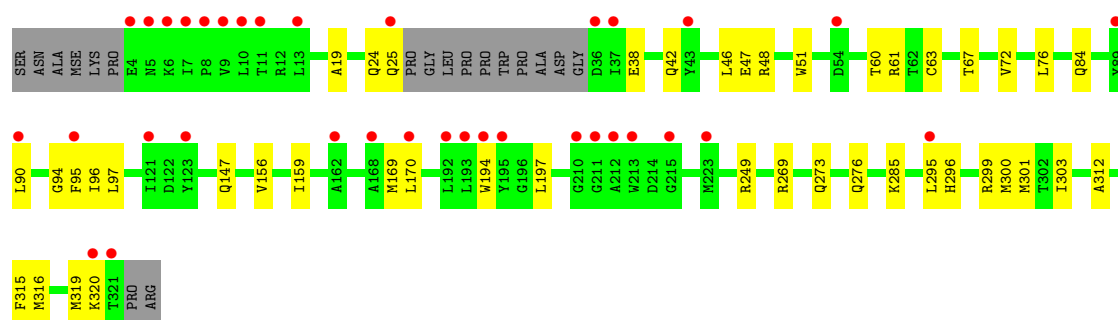 SER ASN ALA MSE LYS PRO E4 N5 K6 I7 P8 V9 L10 T11 R12 L13 A19 Q24 Q25 PRO GLY LEU PRO PRO TRP PRO ALA ASP GLY D36 I37 E38 Q42 Y43 L46 E47 R48 W51 D54 T60 R61 T62 C63 T67 V72 L76 Q84
L90 G94 F95 I96 L97 I121 D122 Y123 Q147 V156 I159 A162 A168 M169 L170 L192 L193 W194 Y195 G196 L197 G210 G211 A212 W213 D214 G215 M223 R249 R269 Q273 Q276 K285 L295 H296 R299 M300 M301 T302 I303 A312
F315 M316 M319 K320 T321 PRO ARG